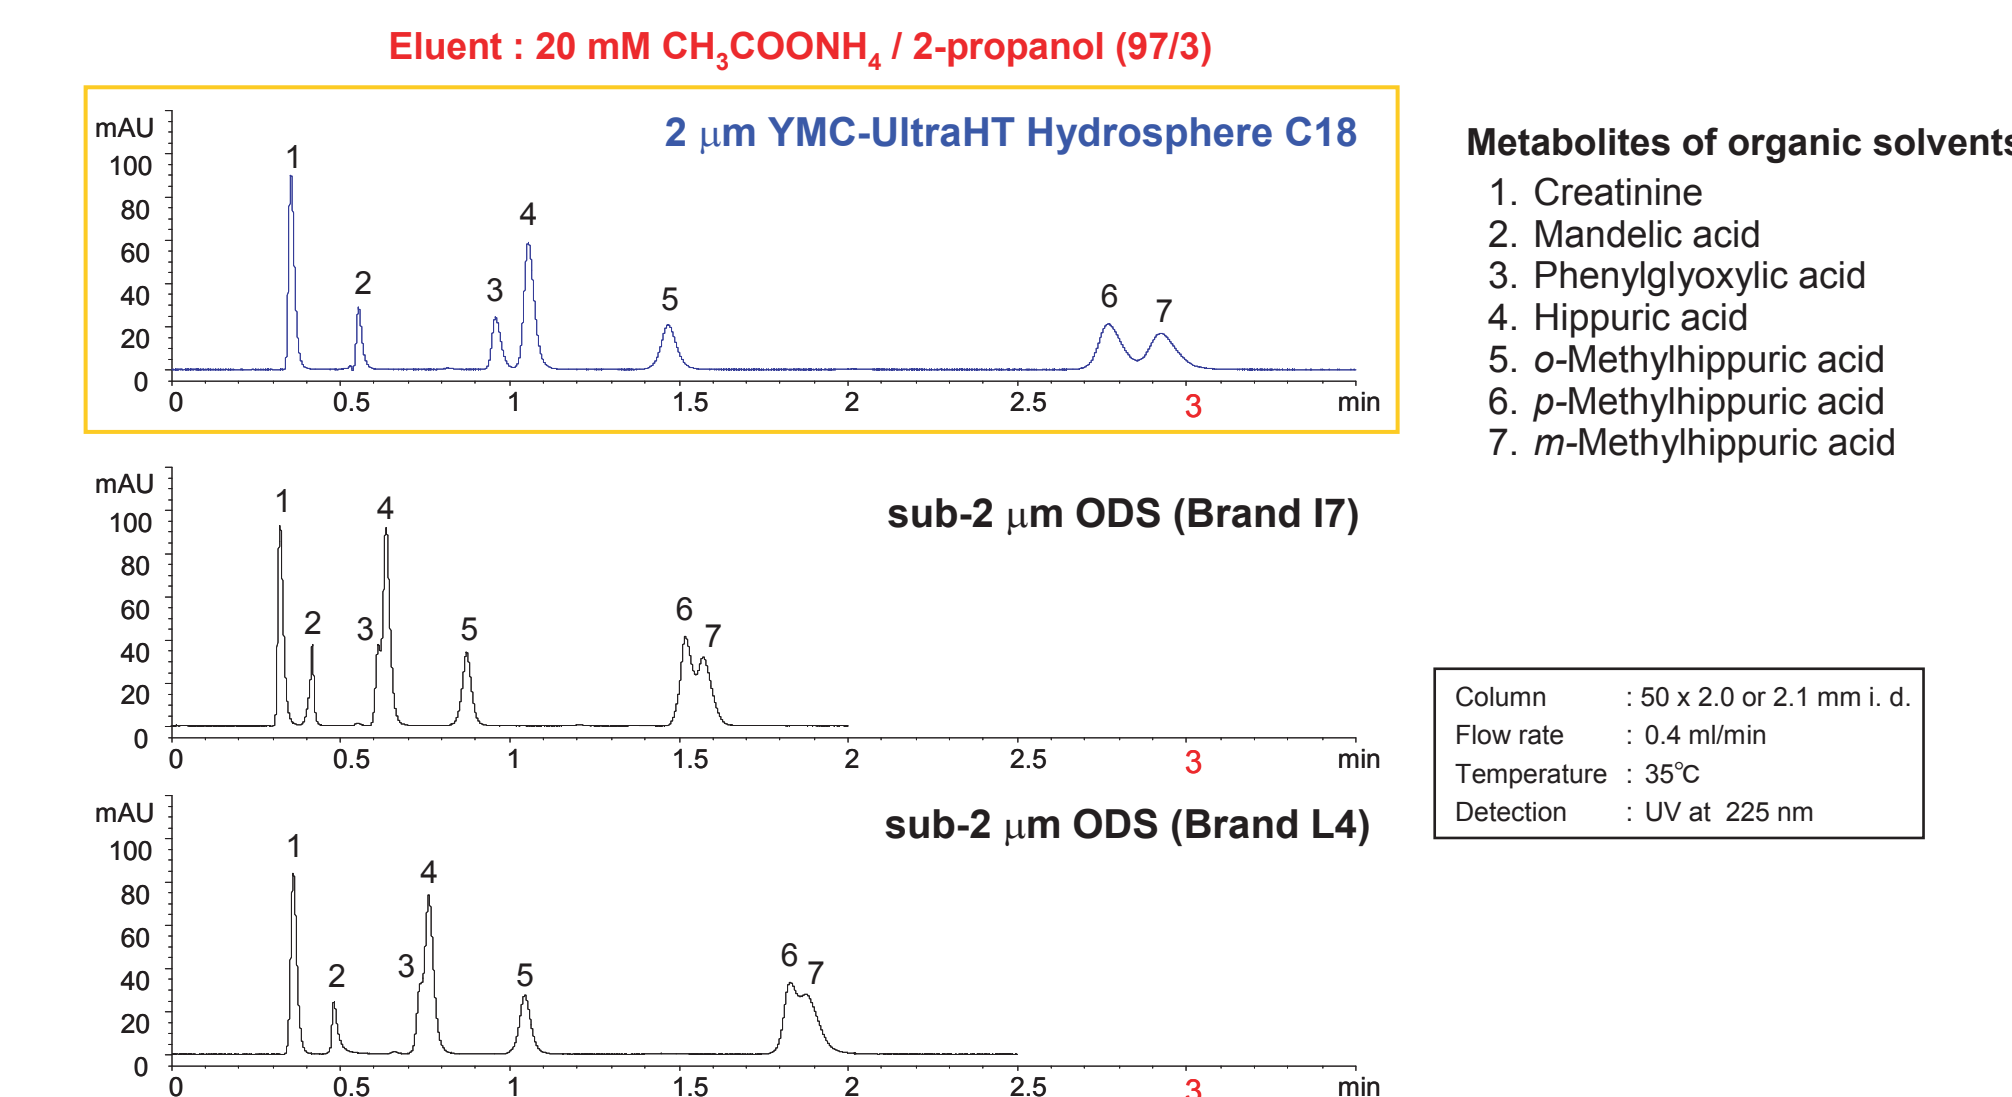 Eluent : 20 mM CH₃COONH₄ / 2-propanol (97/3)
2 μm YMC-UltraHT Hydrosphere C18
mAU
100
80
60
40
20
0
1
2
3
4
5
6
7
0 0.5 1 1.5 2 2.5 3 min
Metabolites of organic solvents
1. Creatinine
2. Mandelic acid
3. Phenylglyoxylic acid
4. Hippuric acid
5. o-Methylhippuric acid
6. p-Methylhippuric acid
7. m-Methylhippuric acid
sub-2 μm ODS (Brand I7)
mAU
100
80
60
40
20
0
1
2
3
4
5
6
7
0 0.5 1 1.5 2 2.5 3 min
Column : 50 x 2.0 or 2.1 mm i. d.
Flow rate : 0.4 ml/min
Temperature : 35℃
Detection : UV at 225 nm
sub-2 μm ODS (Brand L4)
mAU
100
80
60
40
20
0
1
2
3
4
5
6
7
0 0.5 1 1.5 2 2.5 3 min